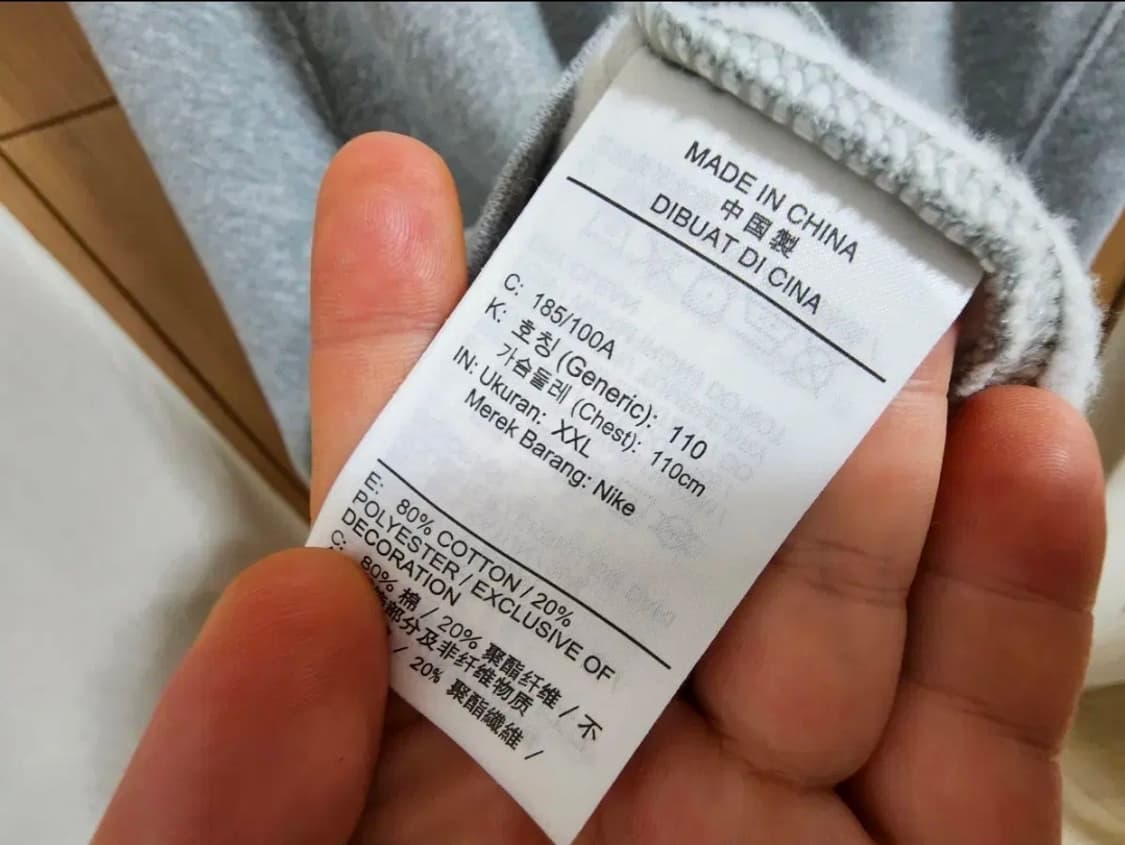 MADE IN CHINA
中国製
DIBUAT DI CINA
C: 185/100A
K: 호칭 (Generic): 110
가슴둘레 (Chest): 110cm
IN: Ukuran: XXL
Merek Barang: Nike
E: 80% COTTON / 20%
POLYESTER / EXCLUSIVE OF
DECORATION
C: 80% 棉 / 20% 聚酯纤维 / 不
部分及非纤维物质
/ 20% 聚酯纖維 /